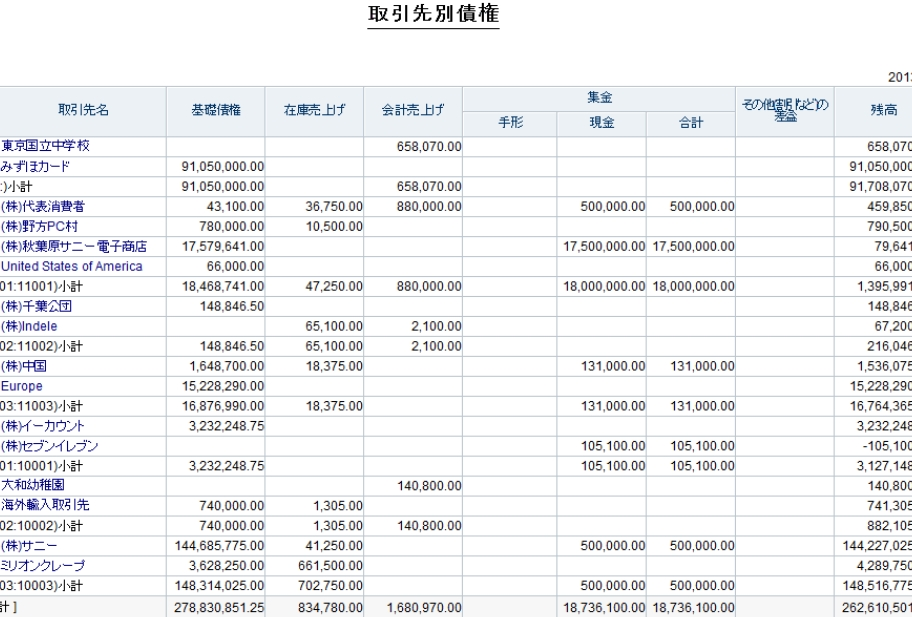 取引先別債権
2013
取引先名 基礎債権 在庫売上げ 会計売上げ 集金 手形 現金 合計 その他割引などの差益 残高
東京国立中学校 658,070.00 658,070
みずほカード 91,050,000.00 91,050,000
:)小計 91,050,000.00 658,070.00 91,708,070
(株)代表消費者 43,100.00 36,750.00 880,000.00 500,000.00 500,000.00 459,850
(株)野方PC村 780,000.00 10,500.00 790,500
(株)秋葉原サニー電子商店 17,579,641.00 17,500,000.00 17,500,000.00 79,641
United States of America 66,000.00 66,000
01:11001)小計 18,468,741.00 47,250.00 880,000.00 18,000,000.00 18,000,000.00 1,395,991
(株)千葉公団 148,846.50 148,846
(株)Indele 65,100.00 2,100.00 67,200
02:11002)小計 148,846.50 65,100.00 2,100.00 216,046
(株)中国 1,648,700.00 18,375.00 131,000.00 131,000.00 1,536,075
Europe 15,228,290.00 15,228,290
03:11003)小計 16,876,990.00 18,375.00 131,000.00 131,000.00 16,764,365
(株)イーカウント 3,232,248.75 3,232,248
(株)セブンイレブン 105,100.00 105,100.00 -105,100
01:10001)小計 3,232,248.75 105,100.00 105,100.00 3,127,148
大和幼稚園 140,800.00 140,800
海外輸入取引先 740,000.00 1,305.00 741,305
02:10002)小計 740,000.00 1,305.00 140,800.00 882,105
(株)サニー 144,685,775.00 41,250.00 500,000.00 500,000.00 144,227,025
ミリオンクレープ 3,628,250.00 661,500.00 4,289,750
03:10003)小計 148,314,025.00 702,750.00 500,000.00 500,000.00 148,516,775
計 ] 278,830,851.25 834,780.00 1,680,970.00 18,736,100.00 18,736,100.00 262,610,501